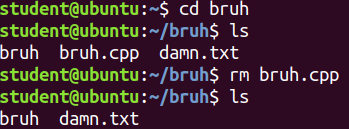 student@ubuntu:~$ cd bruh
student@ubuntu:~/bruh$ ls
bruh  bruh.cpp  damn.txt
student@ubuntu:~/bruh$ rm bruh.cpp
student@ubuntu:~/bruh$ ls
bruh  damn.txt